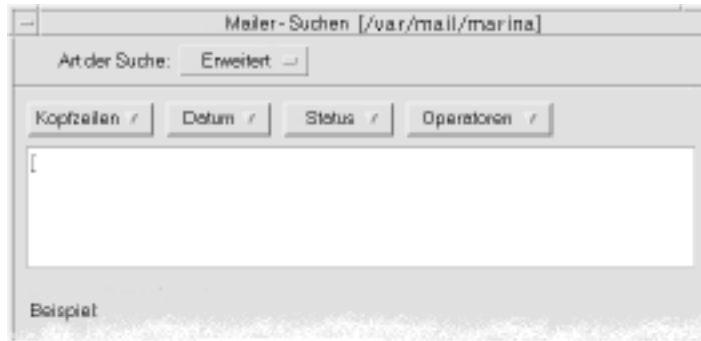 Mailer-Suchen [/var/mail/marina]
Art der Suche: Erweitert
Kopfzeilen Datum Status Operatoren
[
Beispiel: